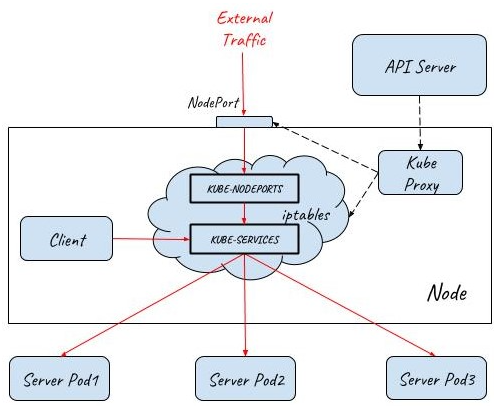 External
Traffic
API Server
NodePort
Kube
Proxy
KUBE-NODEPORTS
iptables
Client
KUBE-SERVICES
Node
Server Pod1
Server Pod2
Server Pod3